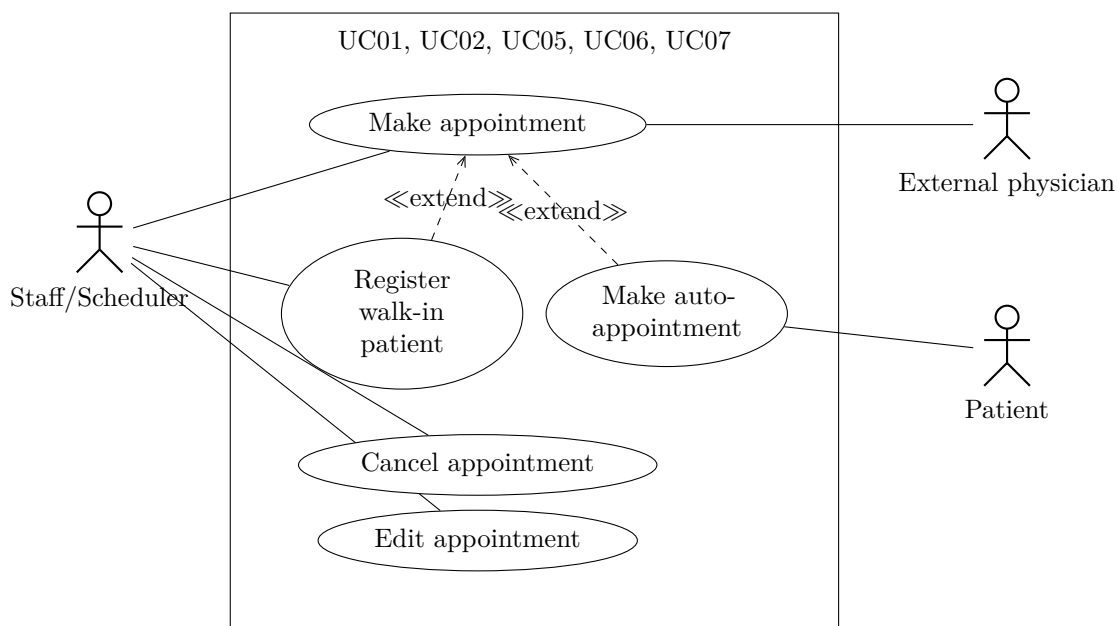 UC01, UC02, UC05, UC06, UC07
Make appointment
External physician
≪extend≫
≪extend≫
Staff/Scheduler
Register
walk-in
patient
Make auto-
appointment
Patient
Cancel appointment
Edit appointment